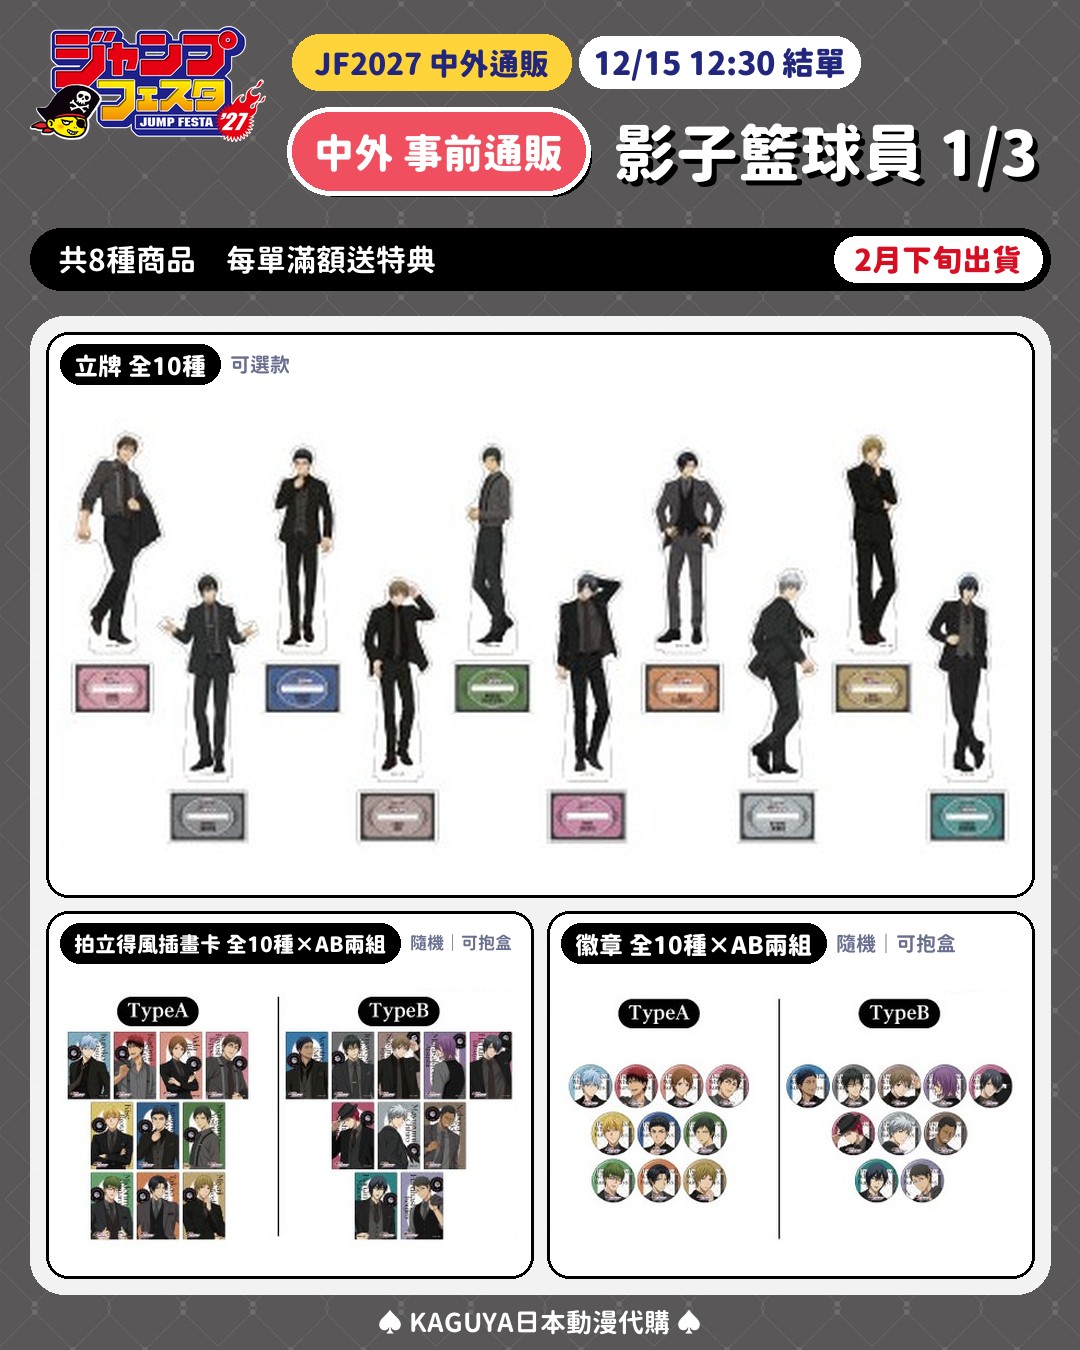 ジャンプ
フェスタ
JUMP FESTA '27
JF2027 中外通販
12/15 12:30 結單
中外 事前通販
影子籃球員 1/3
共8種商品　每單滿額送特典
2月下旬出貨
立牌 全10種
可選款
拍立得風插畫卡 全10種×AB兩組
隨機｜可抱盒
TypeA
TypeB
徽章 全10種×AB兩組
隨機｜可抱盒
TypeA
TypeB
♠ KAGUYA日本動漫代購 ♠